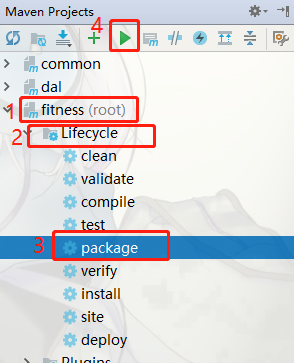 Maven Projects
4
common
dal
1 fitness (root)
2 Lifecycle
clean
validate
compile
test
3 package
verify
install
site
deploy
Plugins